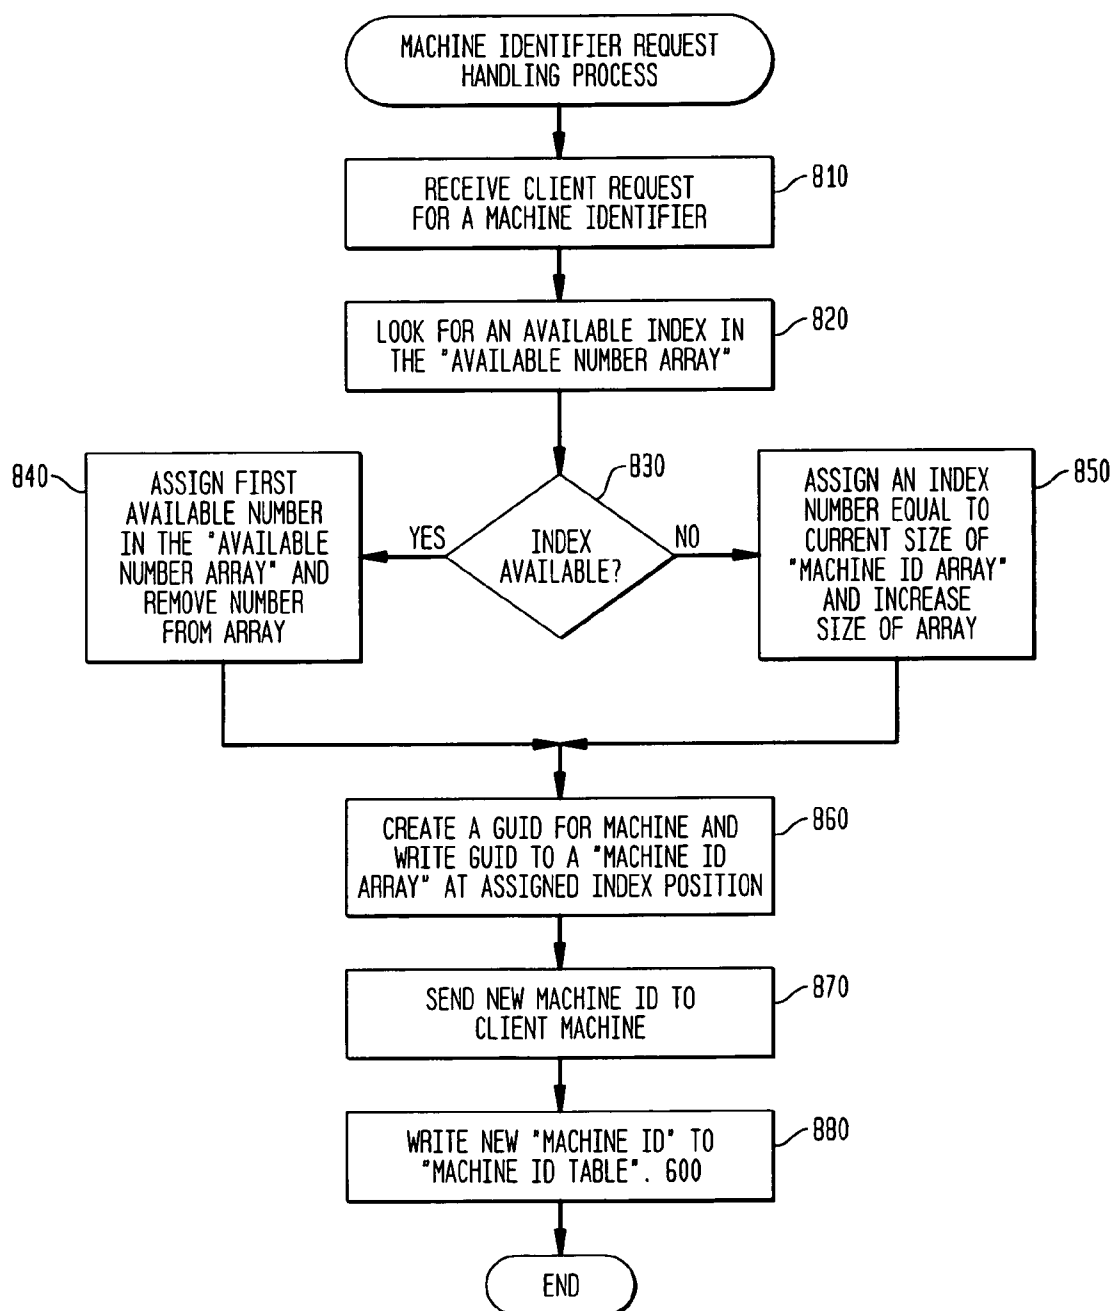 MACHINE IDENTIFIER REQUEST
HANDLING PROCESS
810
RECEIVE CLIENT REQUEST
FOR A MACHINE IDENTIFIER
820
LOOK FOR AN AVAILABLE INDEX IN
THE "AVAILABLE NUMBER ARRAY"
830
INDEX
AVAILABLE?
YES
NO
840
ASSIGN FIRST
AVAILABLE NUMBER
IN THE "AVAILABLE
NUMBER ARRAY" AND
REMOVE NUMBER
FROM ARRAY
850
ASSIGN AN INDEX
NUMBER EQUAL TO
CURRENT SIZE OF
"MACHINE ID ARRAY"
AND INCREASE
SIZE OF ARRAY
860
CREATE A GUID FOR MACHINE AND
WRITE GUID TO A "MACHINE ID
ARRAY" AT ASSIGNED INDEX POSITION
870
SEND NEW MACHINE ID TO
CLIENT MACHINE
880
WRITE NEW "MACHINE ID" TO
"MACHINE ID TABLE". 600
END